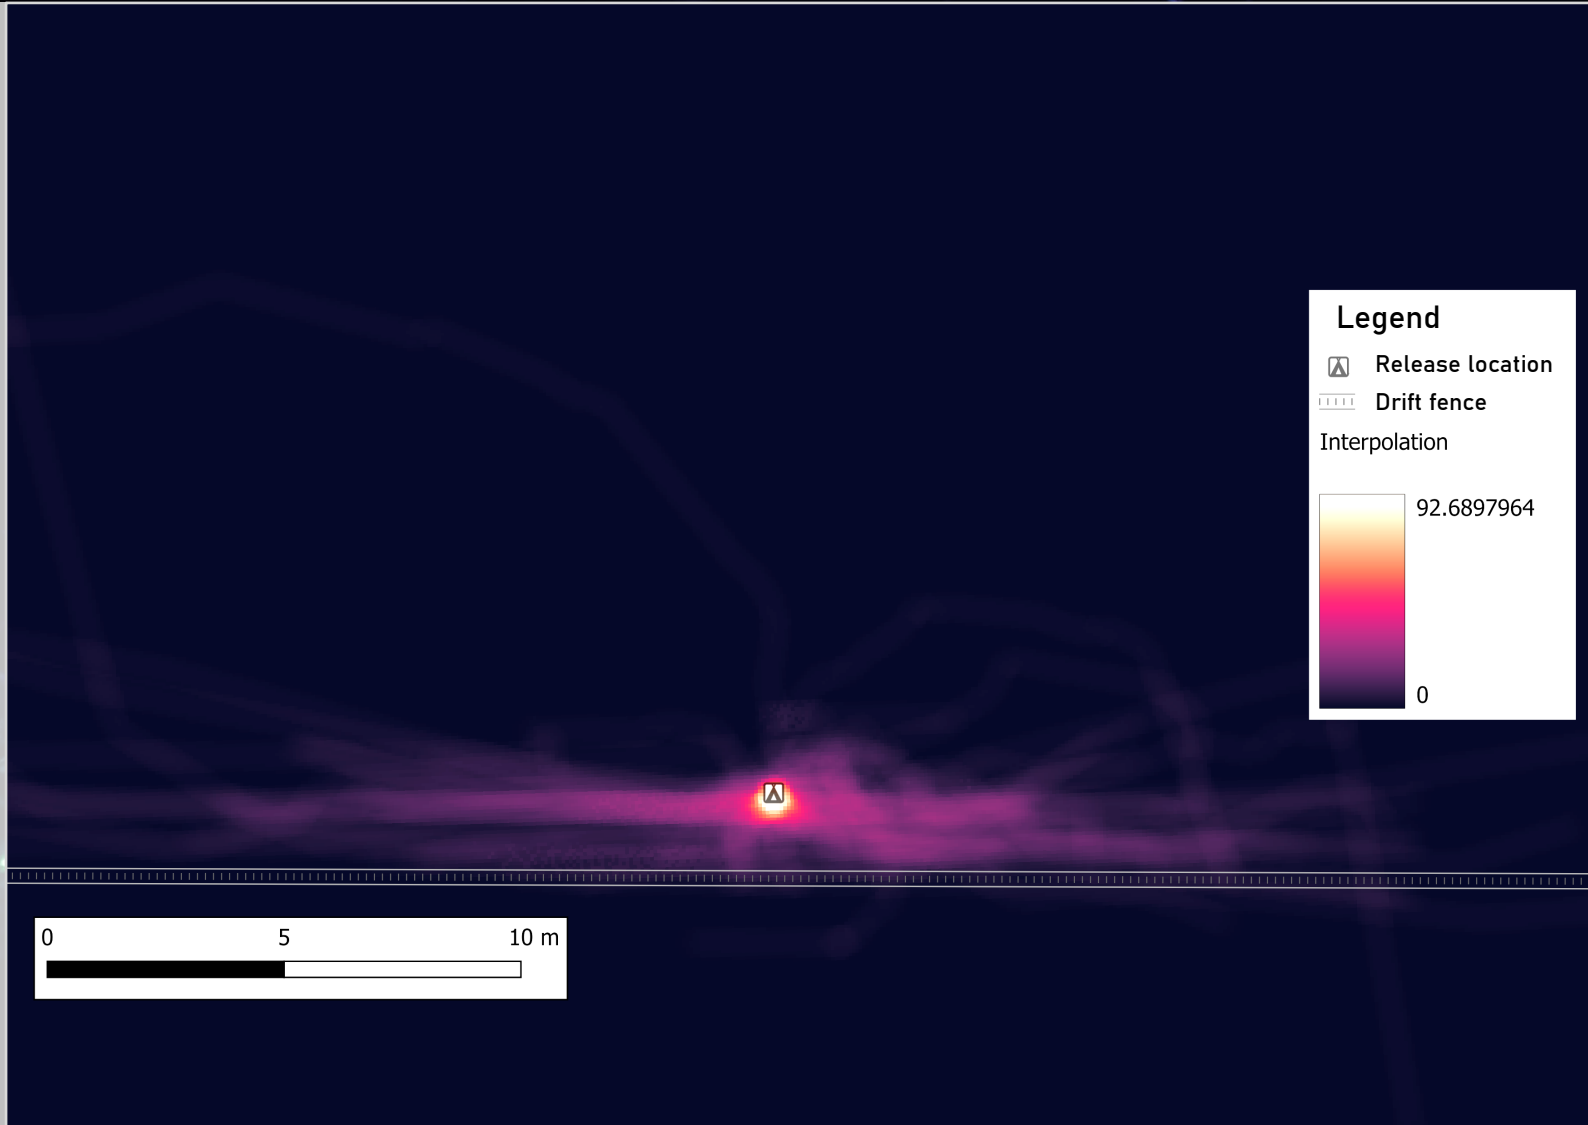 Legend
Release location
Drift fence
Interpolation
92.6897964
0
0 5 10 m